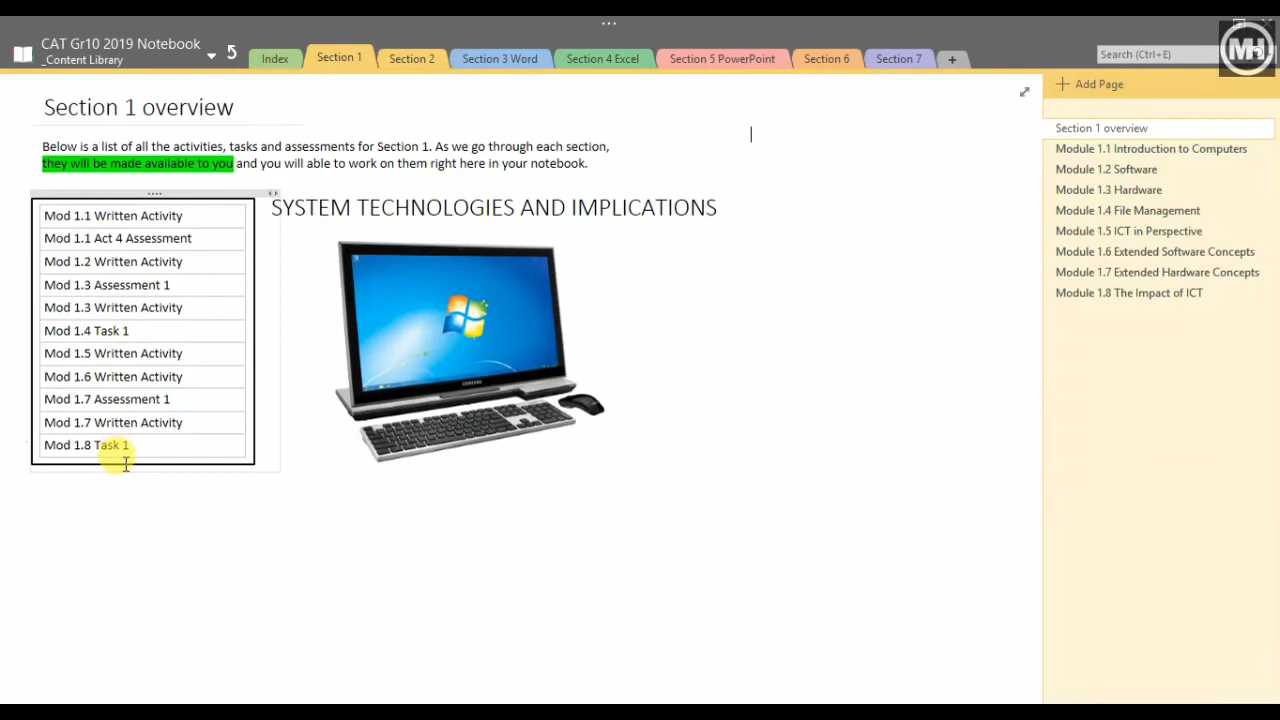 CAT Gr10 2019 Notebook
_Content Library
Index
Section 1
Section 2
Section 3 Word
Section 4 Excel
Section 5 PowerPoint
Section 6
Section 7
Search (Ctrl+E)
Section 1 overview
Below is a list of all the activities, tasks and assessments for Section 1. As we go through each section,
they will be made available to you and you will able to work on them right here in your notebook.
SYSTEM TECHNOLOGIES AND IMPLICATIONS
Mod 1.1 Written Activity
Mod 1.1 Act 4 Assessment
Mod 1.2 Written Activity
Mod 1.3 Assessment 1
Mod 1.3 Written Activity
Mod 1.4 Task 1
Mod 1.5 Written Activity
Mod 1.6 Written Activity
Mod 1.7 Assessment 1
Mod 1.7 Written Activity
Mod 1.8 Task 1
SAMSUNG
Add Page
Section 1 overview
Module 1.1 Introduction to Computers
Module 1.2 Software
Module 1.3 Hardware
Module 1.4 File Management
Module 1.5 ICT in Perspective
Module 1.6 Extended Software Concepts
Module 1.7 Extended Hardware Concepts
Module 1.8 The Impact of ICT